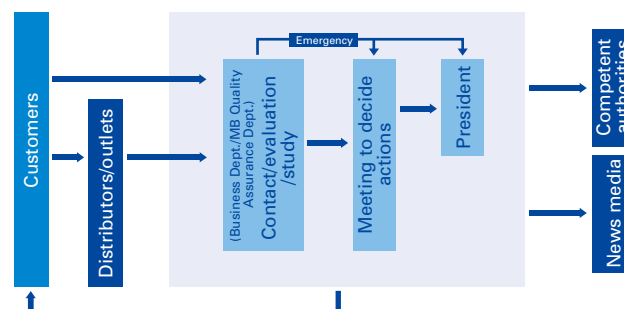 Emergency
Customers
Distributors/outlets
(Business Dept./MB Quality
Assurance Dept.)
Contact/evaluation
/study
Meeting to decide
actions
President
Competent
authorities
News media